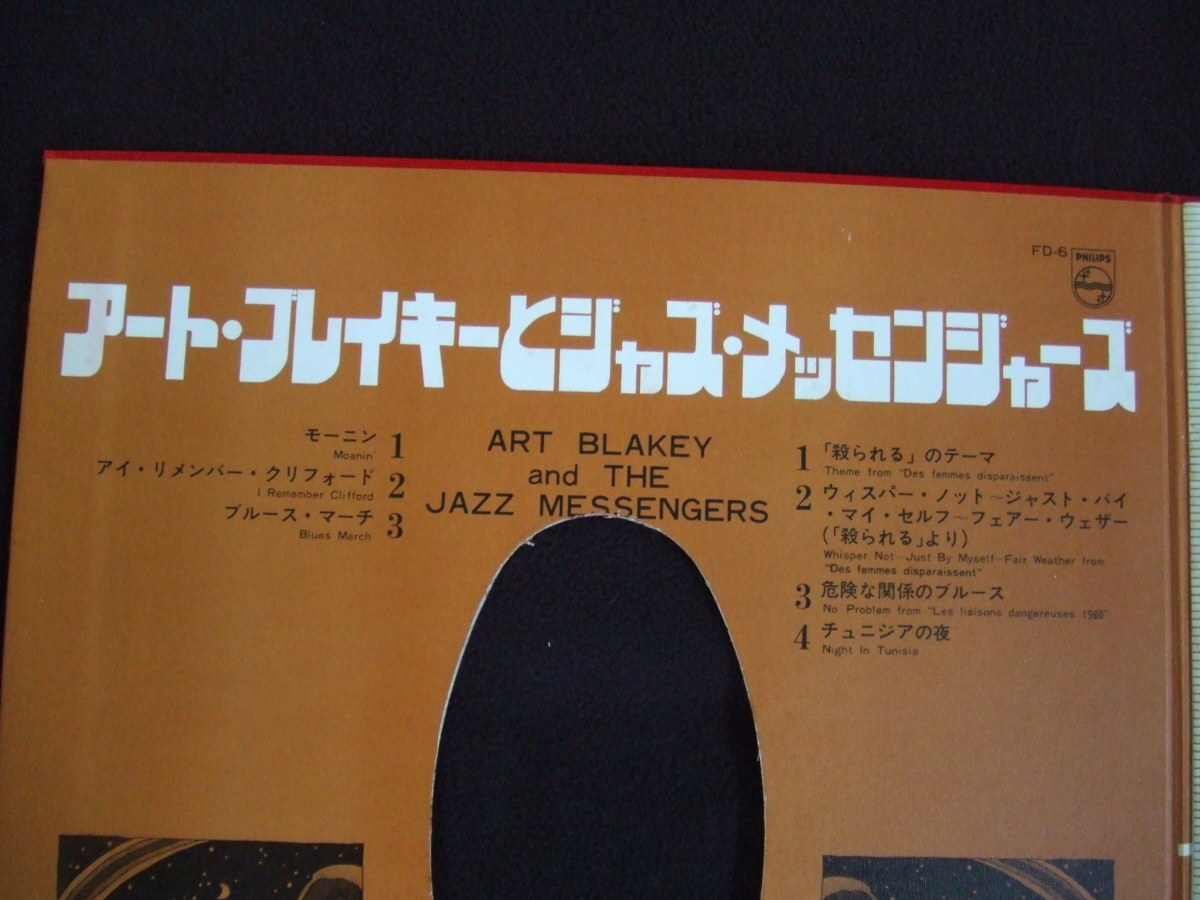 FD-6
PHILIPS
アート・ブレイキーとジャズ・メッセンジャーズ
モーニン 1
Moanin'
アイ・リメンバー・クリフォード 2
I Remember Clifford
ブルース・マーチ 3
Blues March
ART BLAKEY
and THE
JAZZ MESSENGERS
1 「殺られる」のテーマ
Theme from "Des femmes disparaissent"
2 ウィスパー・ノット〜ジャスト・バイ
・マイ・セルフ〜フェアー・ウェザー
(「殺られる」より)
Whisper Not〜Just By Myself〜Fair Weather from
"Des femmes disparaissent"
3 危険な関係のブルース
No Problem from "Les liaisons dangereuses 1960"
4 チュニジアの夜
Night In Tunisia